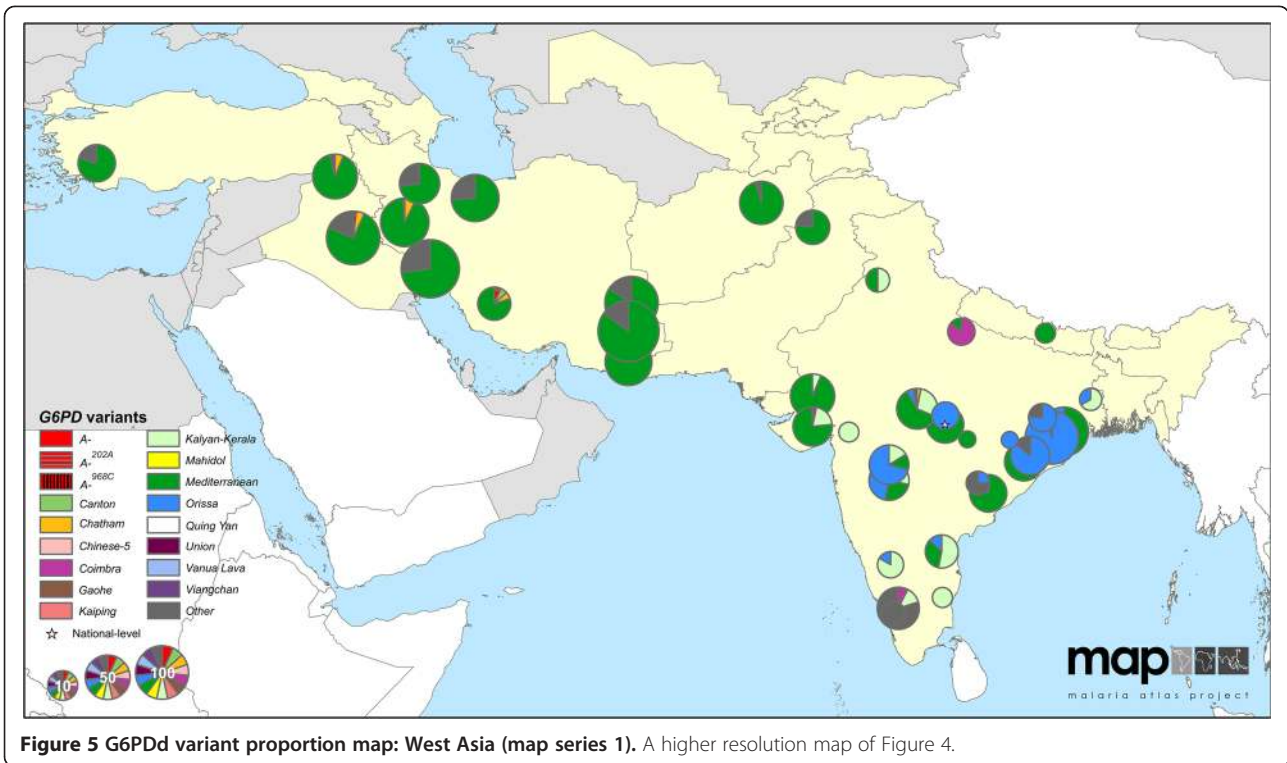 G6PD variants
A-
A-202A
A-968C
Canton
Chatham
Chinese-5
Coimbra
Gaohe
Kaiping
Kalyan-Kerala
Mahidol
Mediterranean
Orissa
Quing Yan
Union
Vanua Lava
Viangchan
Other
☆ National-level
10
50
100
map
malaria atlas project
Figure 5 G6PDd variant proportion map: West Asia (map series 1). A higher resolution map of Figure 4.